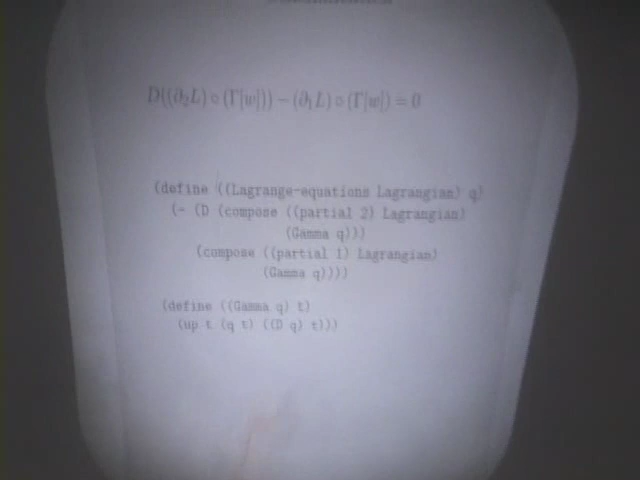 D((∂₂L) ∘ (Γ[w])) − (∂₁L) ∘ (Γ[w]) = 0
(define ((Lagrange-equations Lagrangian) q)
(- (D (compose ((partial 2) Lagrangian)
(Gamma q)))
(compose ((partial 1) Lagrangian)
(Gamma q))))
(define ((Gamma q) t)
(up t (q t) ((D q) t)))